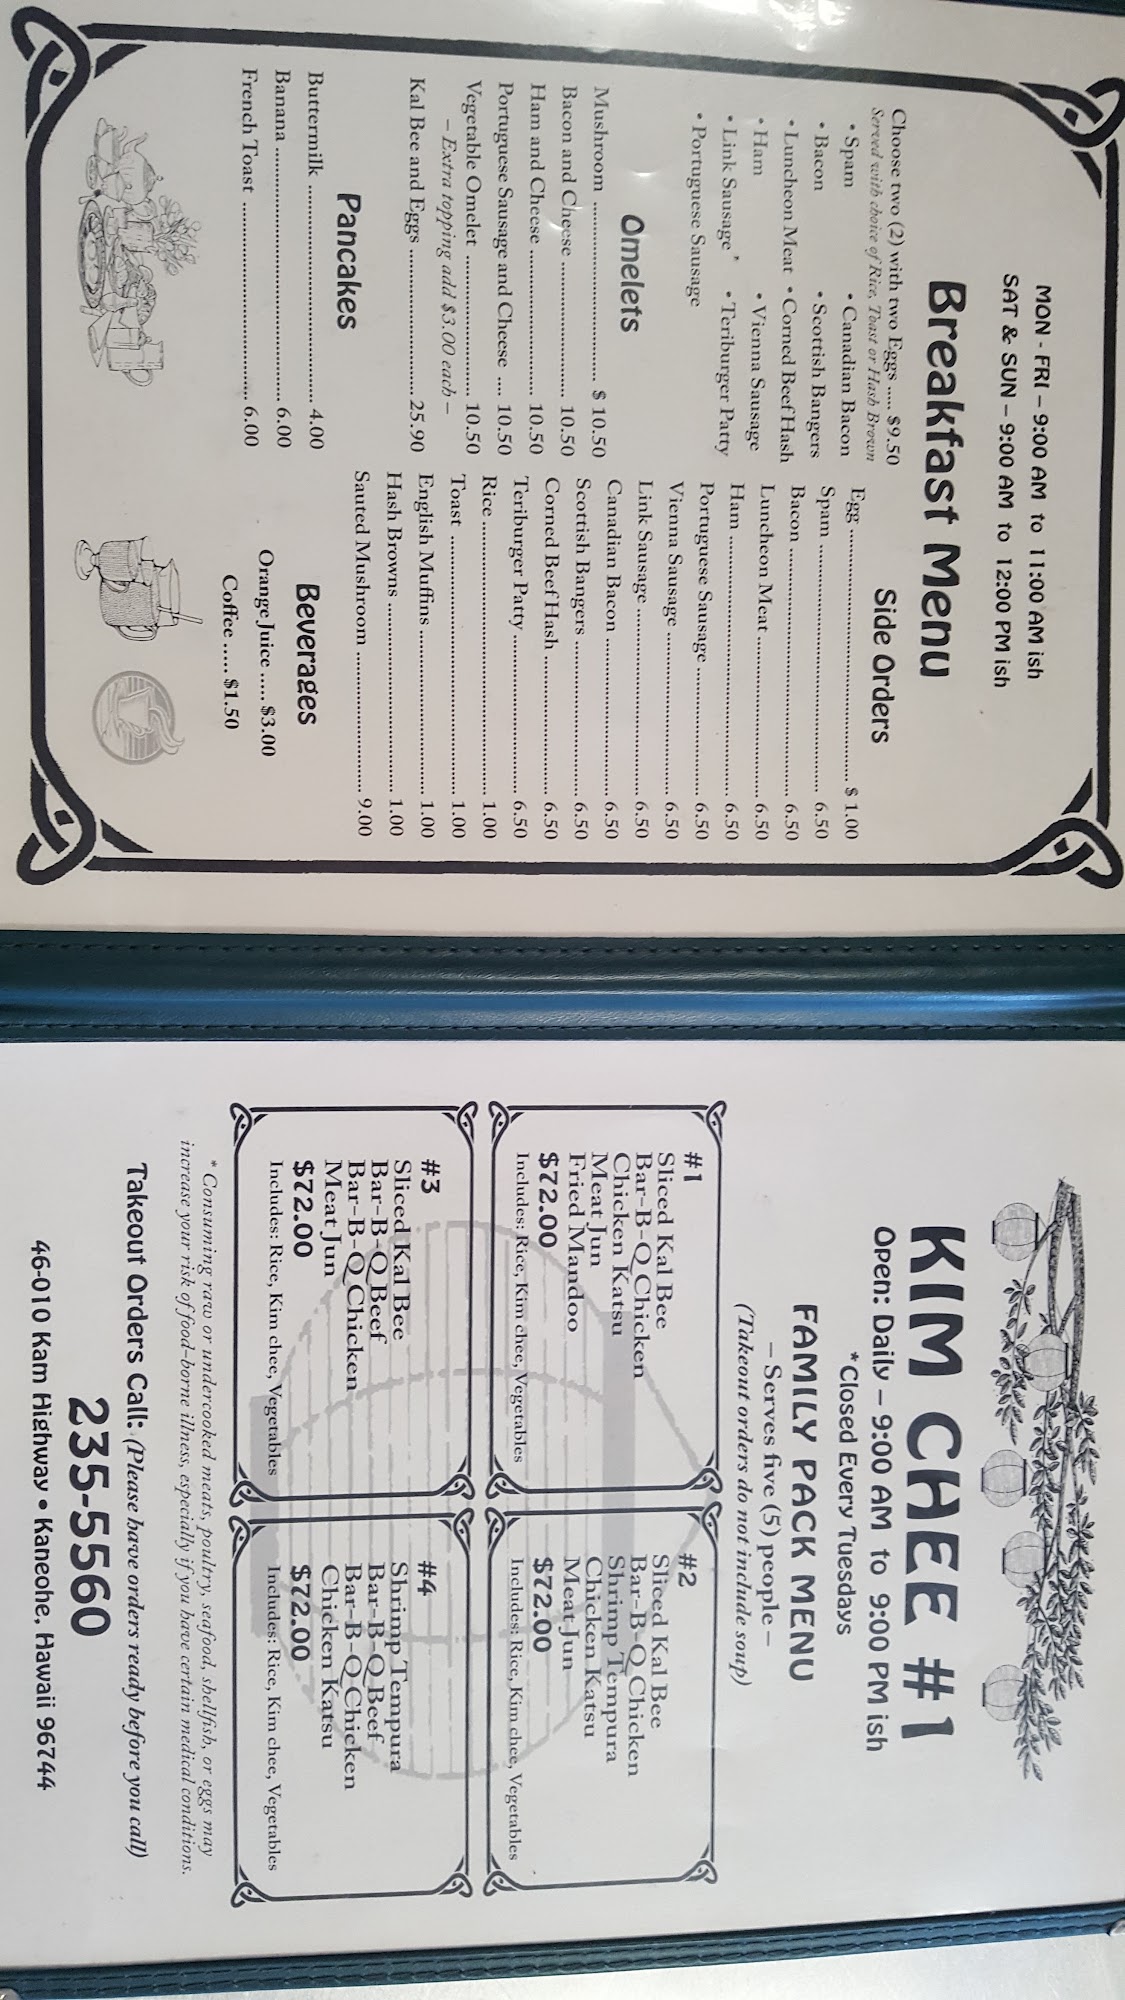 MON - FRI – 9:00 AM to 11:00 AM ish
SAT & SUN – 9:00 AM to 12:00 PM ish
Breakfast Menu
Choose two (2) with two Eggs ..... $9.50
Served with choice of Rice, Toast or Hash Brown
• Spam • Canadian Bacon
• Bacon • Scottish Bangers
• Luncheon Meat • Corned Beef Hash
• Ham • Vienna Sausage
• Link Sausage • Teriburger Patty
• Portuguese Sausage
Omelets
Mushroom ........ $ 10.50
Bacon and Cheese ........ 10.50
Ham and Cheese ........ 10.50
Portuguese Sausage and Cheese .... 10.50
Vegetable Omelet ........ 10.50
– Extra topping add $3.00 each –
Kal Bee and Eggs ........ 25.90
Pancakes
Buttermilk ........ 4.00
Banana ........ 6.00
French Toast ........ 6.00
Side Orders
Egg ........ $ 1.00
Spam ........ 6.50
Bacon ........ 6.50
Luncheon Meat ........ 6.50
Ham ........ 6.50
Portuguese Sausage ........ 6.50
Vienna Sausage ........ 6.50
Link Sausage ........ 6.50
Canadian Bacon ........ 6.50
Scottish Bangers ........ 6.50
Corned Beef Hash ........ 6.50
Teriburger Patty ........ 6.50
Rice ........ 1.00
Toast ........ 1.00
English Muffins ........ 1.00
Hash Browns ........ 1.00
Sauted Mushroom ........ 9.00
Beverages
Orange Juice ..... $3.00
Coffee ..... $1.50
KIM CHEE #1
Open: Daily – 9:00 AM to 9:00 PM ish
*Closed Every Tuesdays
FAMILY PACK MENU
– Serves five (5) people –
(Takeout orders do not include soup)
#1
Sliced Kal Bee
Bar-B-Q Chicken
Chicken Katsu
Meat Jun
Fried Mandoo
$72.00
Includes: Rice, Kim chee, Vegetables
#2
Sliced Kal Bee
Bar-B-Q Chicken
Shrimp Tempura
Chicken Katsu
Meat Jun
$72.00
Includes: Rice, Kim chee, Vegetables
#3
Sliced Kal Bee
Bar-B-Q Beef
Bar-B-Q Chicken
Meat Jun
$72.00
Includes: Rice, Kim chee, Vegetables
#4
Shrimp Tempura
Bar-B-Q Beef
Bar-B-Q Chicken
Chicken Katsu
$72.00
Includes: Rice, Kim chee, Vegetables
* Consuming raw or undercooked meats, poultry, seafood, shellfish, or eggs may
increase your risk of food-borne illness, especially if you have certain medical conditions.
Takeout Orders Call: (Please have orders ready before you call)
235-5560
46-010 Kam Highway • Kaneohe, Hawaii 96744